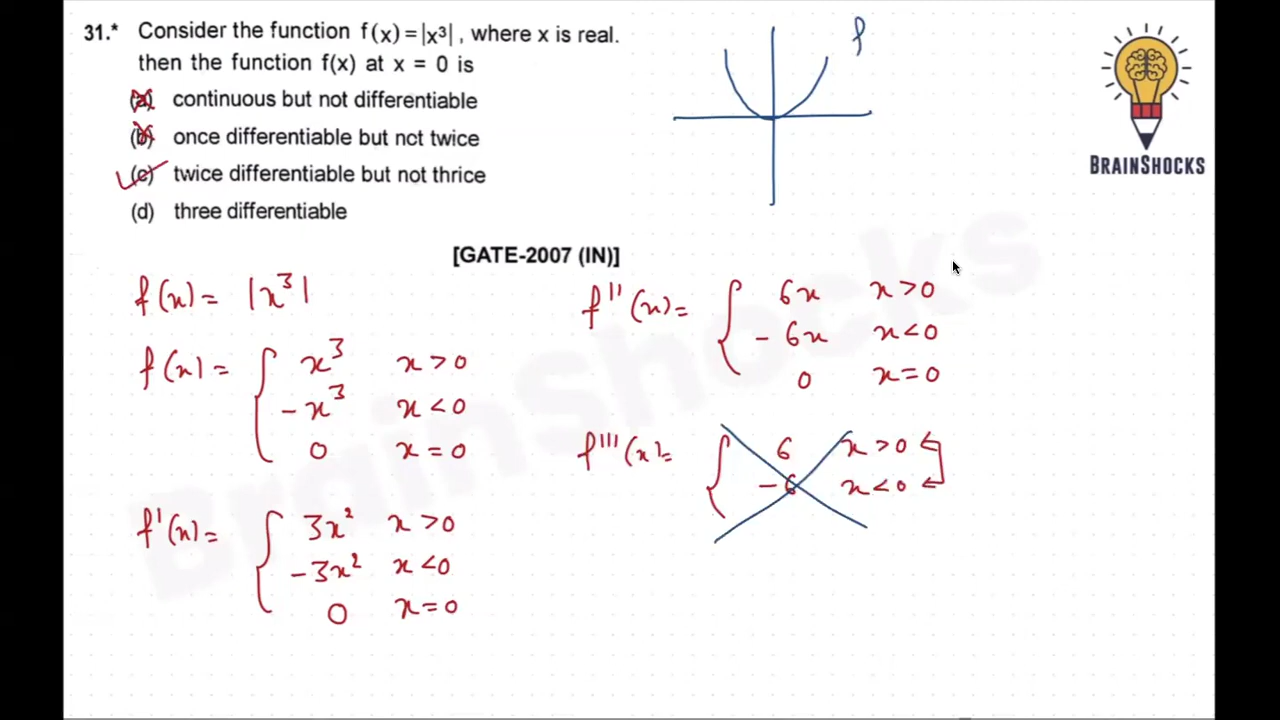 31.* Consider the function f(x) = |x³|, where x is real.
then the function f(x) at x = 0 is
(a) continuous but not differentiable
(b) once differentiable but nct twice
(c) twice differentiable but not thrice
(d) three differentiable
[GATE-2007 (IN)]
f
BRAINSHOCKS
f(x) = |x³|
f(x) = { x³ x > 0
- x³ x < 0
0 x = 0
f'(x) = { 3x² x > 0
- 3x² x < 0
0 x = 0
f''(x) = { 6x x > 0
- 6x x < 0
0 x = 0
f'''(x) = { 6 x > 0
- 6 x < 0
Brainshocks